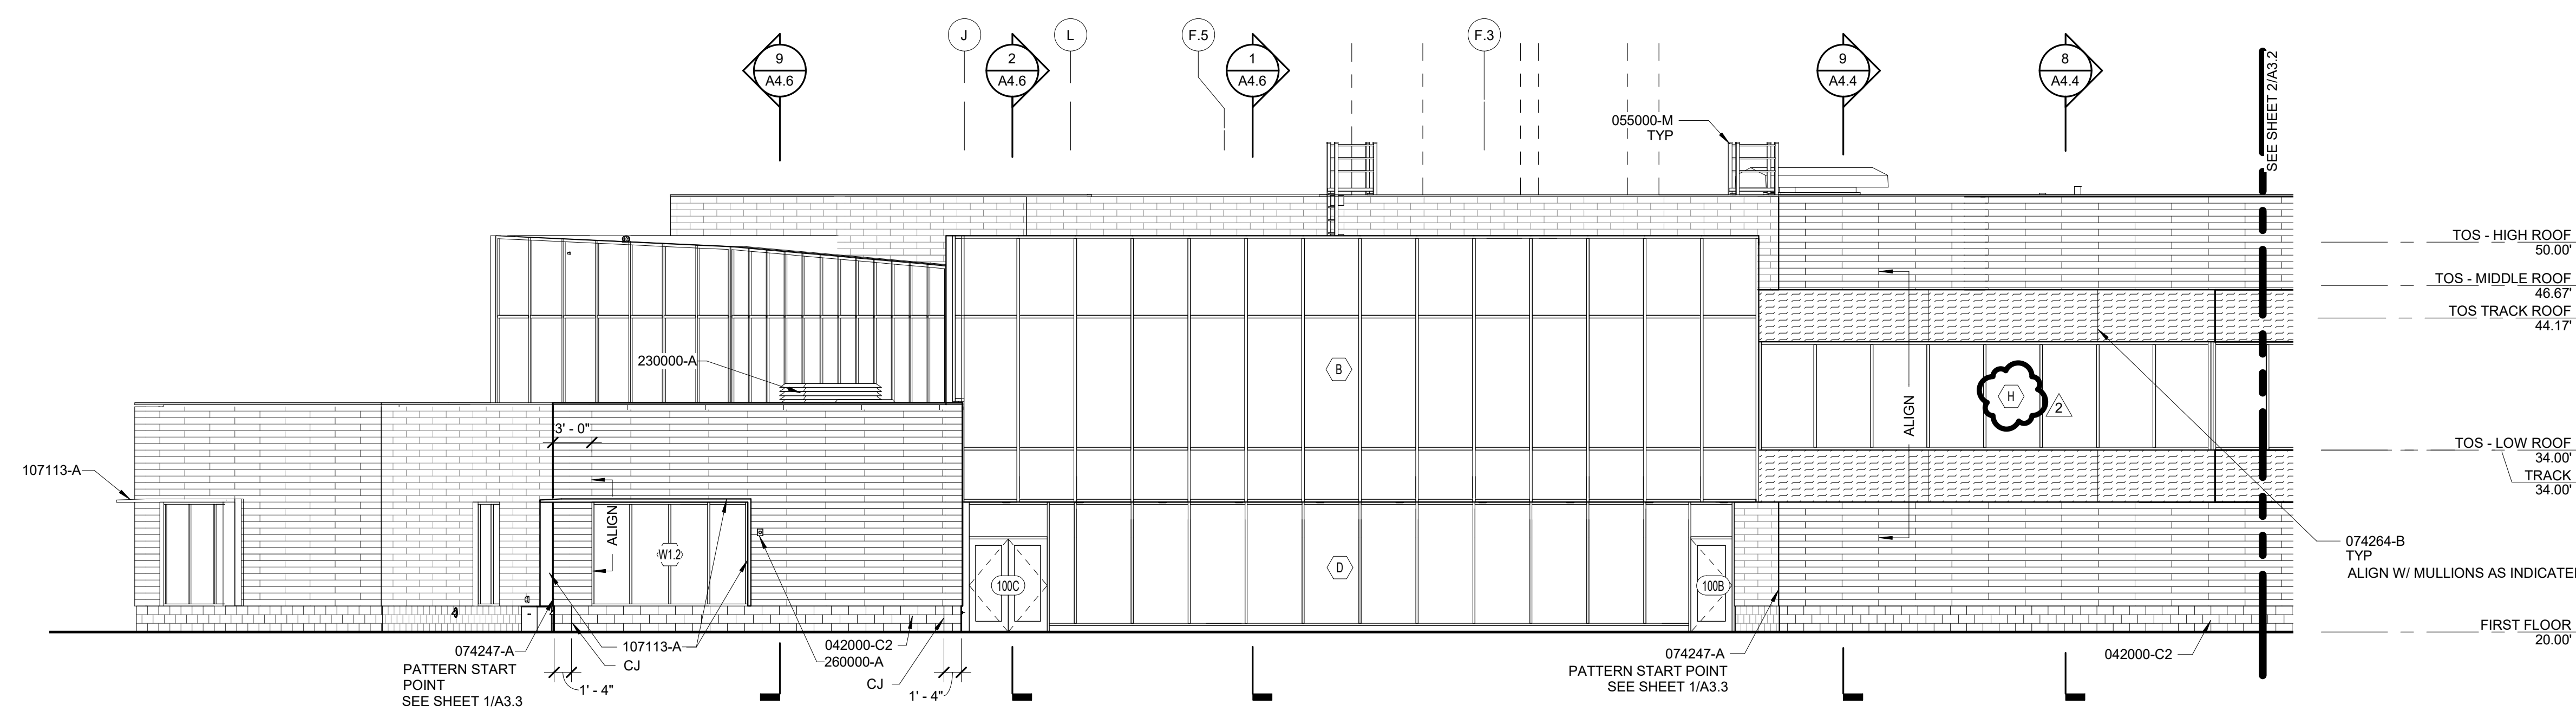 9
A4.6
J
2
A4.6
L
F.5
1
A4.6
F.3
9
A4.4
8
A4.4
SEE SHEET 2/A3.2
055000-M
TYP
TOS - HIGH ROOF
50.00'
TOS - MIDDLE ROOF
46.67'
TOS TRACK ROOF
44.17'
230000-A
B
H
2
ALIGN
3' - 0"
107113-A
TOS - LOW ROOF
34.00'
TRACK
34.00'
ALIGN
W1.2
D
100C
100B
074264-B
TYP
ALIGN W/ MULLIONS AS INDICATE
FIRST FLOOR
20.00'
074247-A
PATTERN START
POINT
SEE SHEET 1/A3.3
107113-A
CJ
1' - 4"
042000-C2
260000-A
CJ
1' - 4"
074247-A
PATTERN START POINT
SEE SHEET 1/A3.3
042000-C2